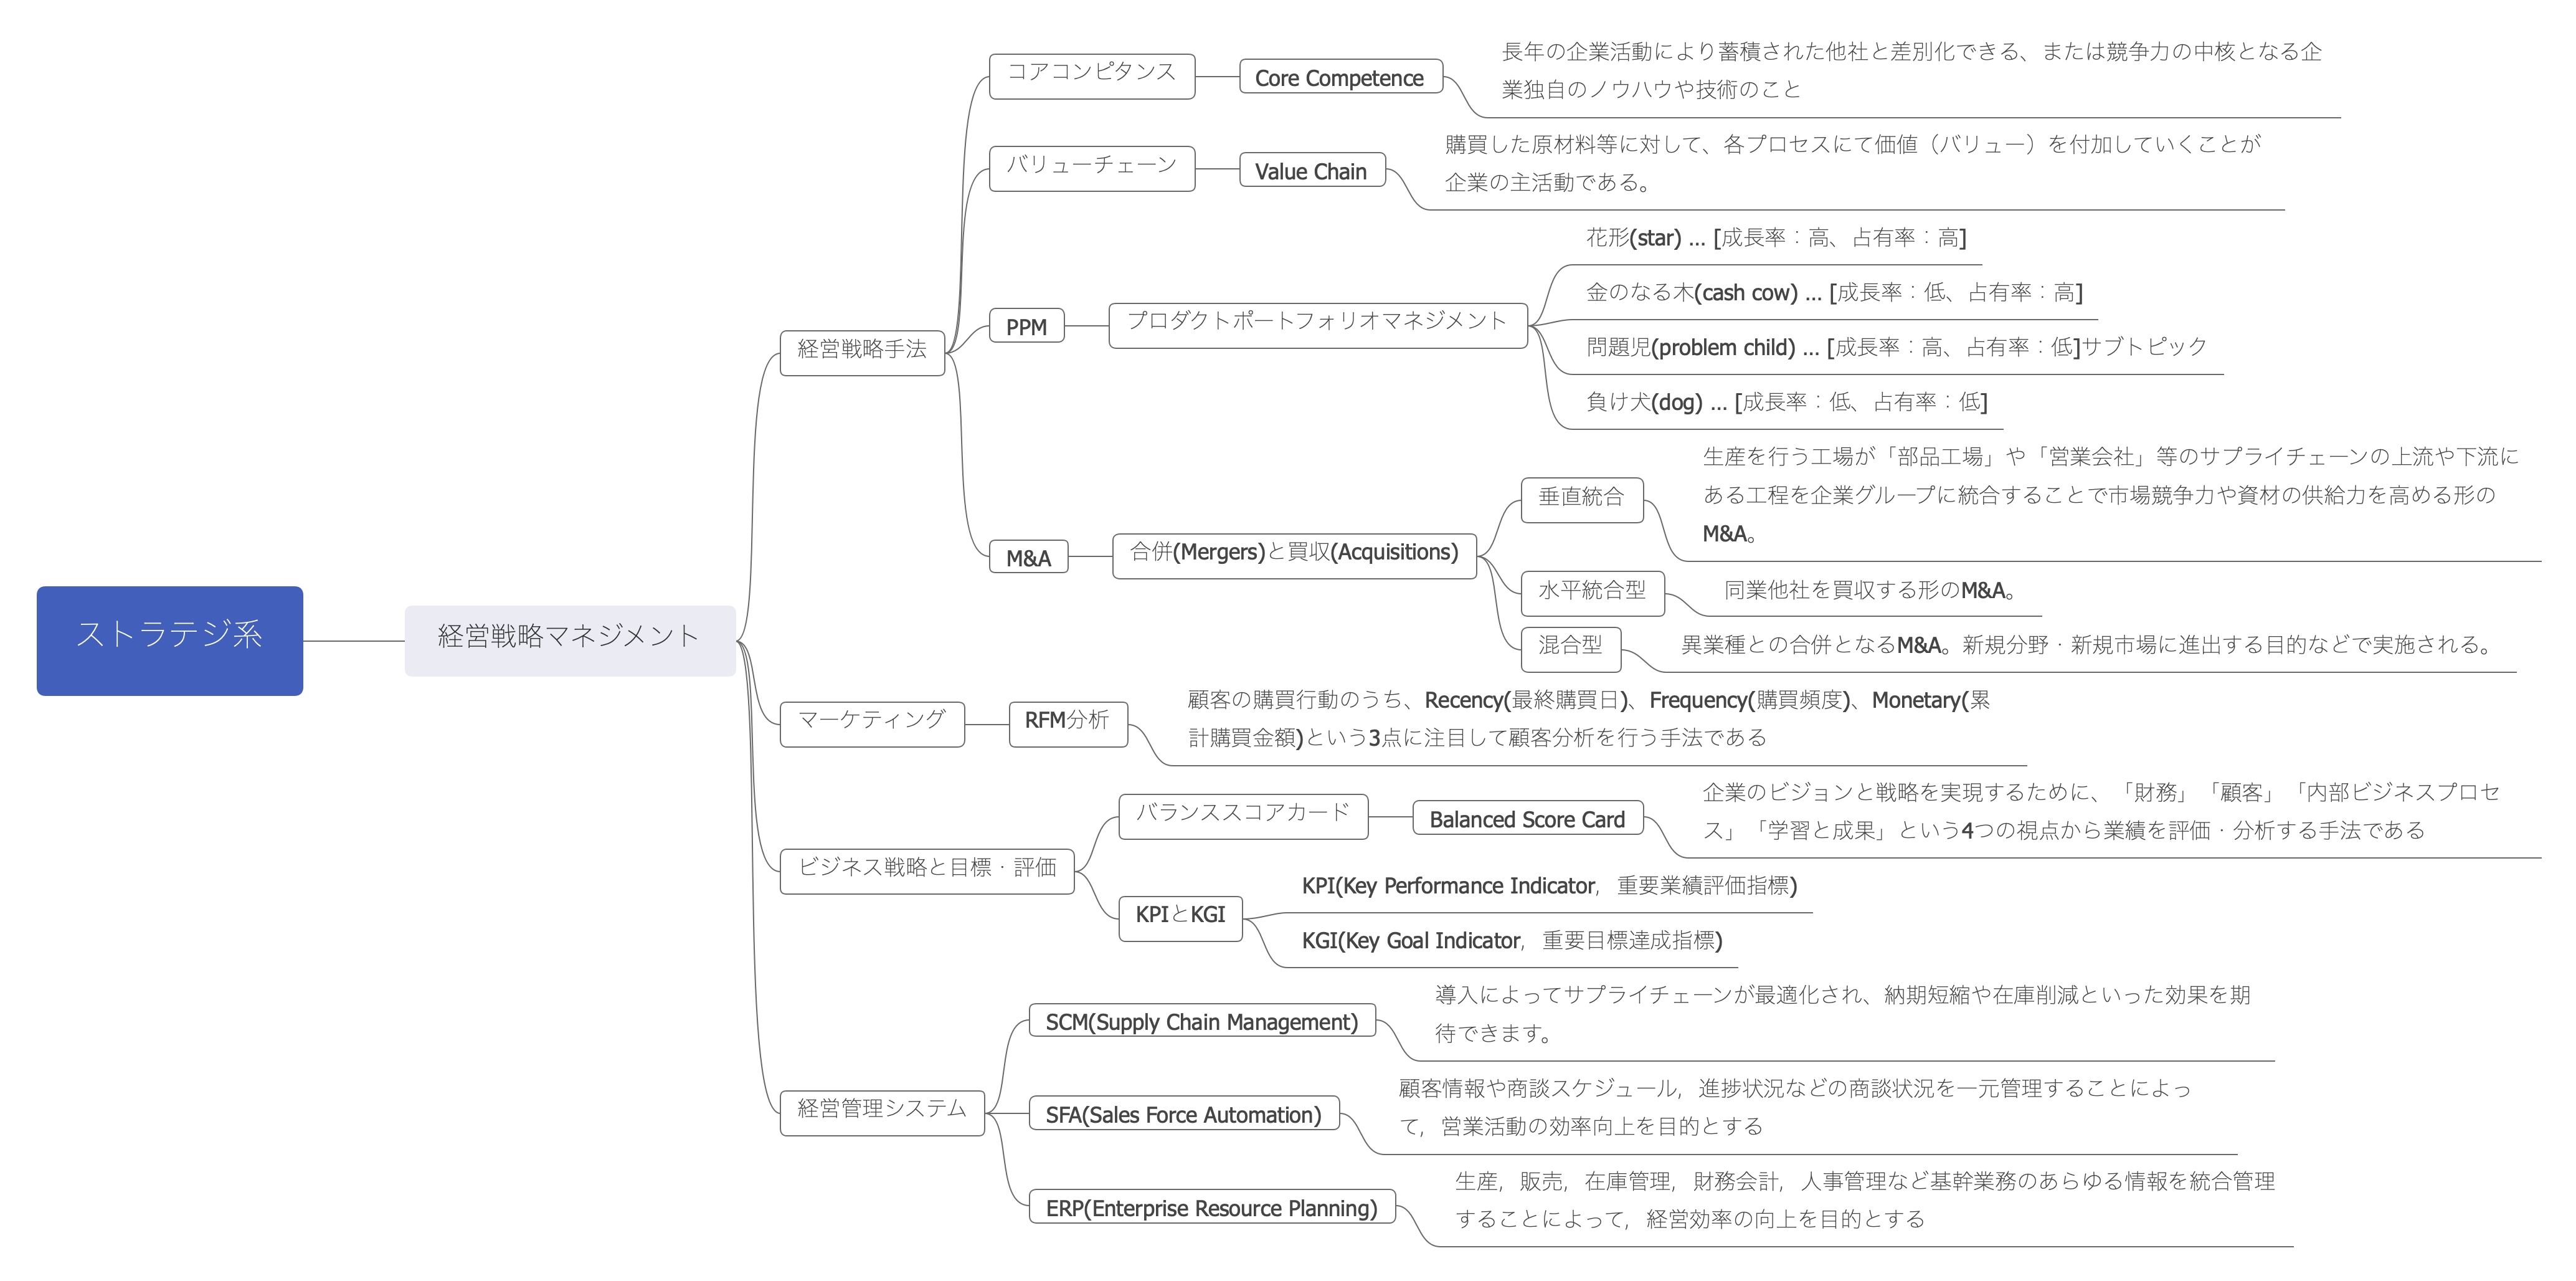 ストラテジ系
経営戦略マネジメント
経営戦略手法
コアコンピタンス
Core Competence
長年の企業活動により蓄積された他社と差別化できる、または競争力の中核となる企
業独自のノウハウや技術のこと
バリューチェーン
Value Chain
購買した原材料等に対して、各プロセスにて価値（バリュー）を付加していくことが
企業の主活動である。
PPM
プロダクトポートフォリオマネジメント
花形(star) ... [成長率：高、占有率：高]
金のなる木(cash cow) ... [成長率：低、占有率：高]
問題児(problem child) ... [成長率：高、占有率：低]サブトピック
負け犬(dog) ... [成長率：低、占有率：低]
M&A
合併(Mergers)と買収(Acquisitions)
垂直統合
生産を行う工場が「部品工場」や「営業会社」等のサプライチェーンの上流や下流に
ある工程を企業グループに統合することで市場競争力や資材の供給力を高める形の
M&A。
水平統合型
同業他社を買収する形のM&A。
混合型
異業種との合併となるM&A。新規分野・新規市場に進出する目的などで実施される。
マーケティング
RFM分析
顧客の購買行動のうち、Recency(最終購買日)、Frequency(購買頻度)、Monetary(累
計購買金額)という3点に注目して顧客分析を行う手法である
ビジネス戦略と目標・評価
バランススコアカード
Balanced Score Card
企業のビジョンと戦略を実現するために、「財務」「顧客」「内部ビジネスプロセ
ス」「学習と成果」という4つの視点から業績を評価・分析する手法である
KPIとKGI
KPI(Key Performance Indicator，重要業績評価指標)
KGI(Key Goal Indicator，重要目標達成指標)
経営管理システム
SCM(Supply Chain Management)
導入によってサプライチェーンが最適化され、納期短縮や在庫削減といった効果を期
待できます。
SFA(Sales Force Automation)
顧客情報や商談スケジュール，進捗状況などの商談状況を一元管理することによっ
て，営業活動の効率向上を目的とする
ERP(Enterprise Resource Planning)
生産，販売，在庫管理，財務会計，人事管理など基幹業務のあらゆる情報を統合管理
することによって，経営効率の向上を目的とする